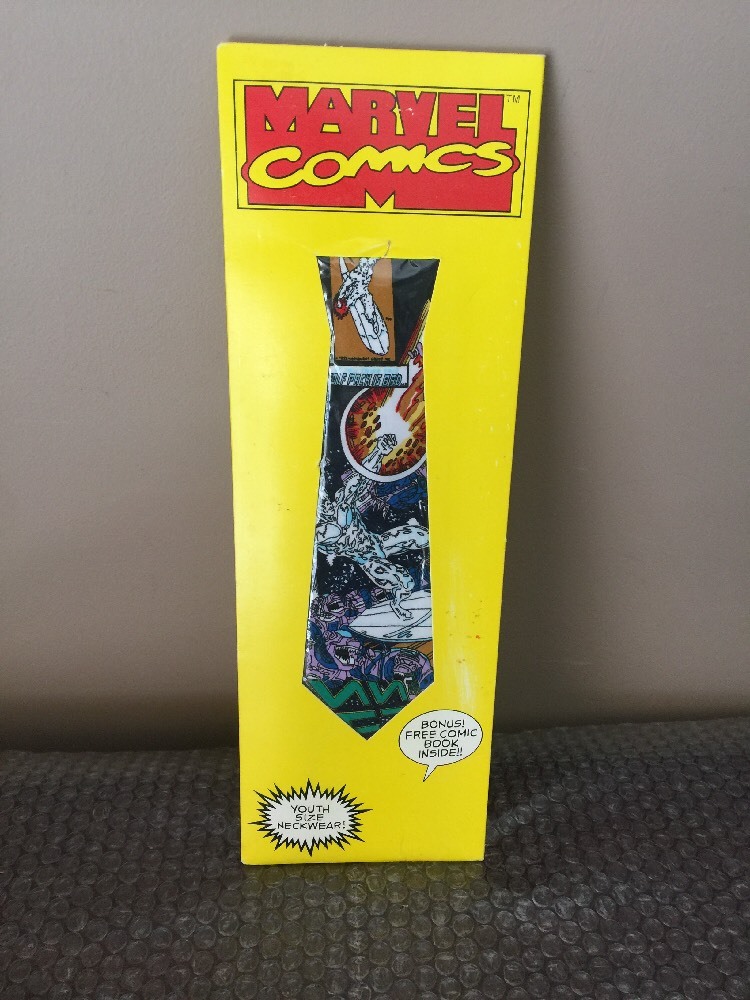 MARVEL
TM
COMICS
M
BONUS!
FREE COMIC
BOOK
INSIDE!!
YOUTH
SIZE
NECKWEAR!